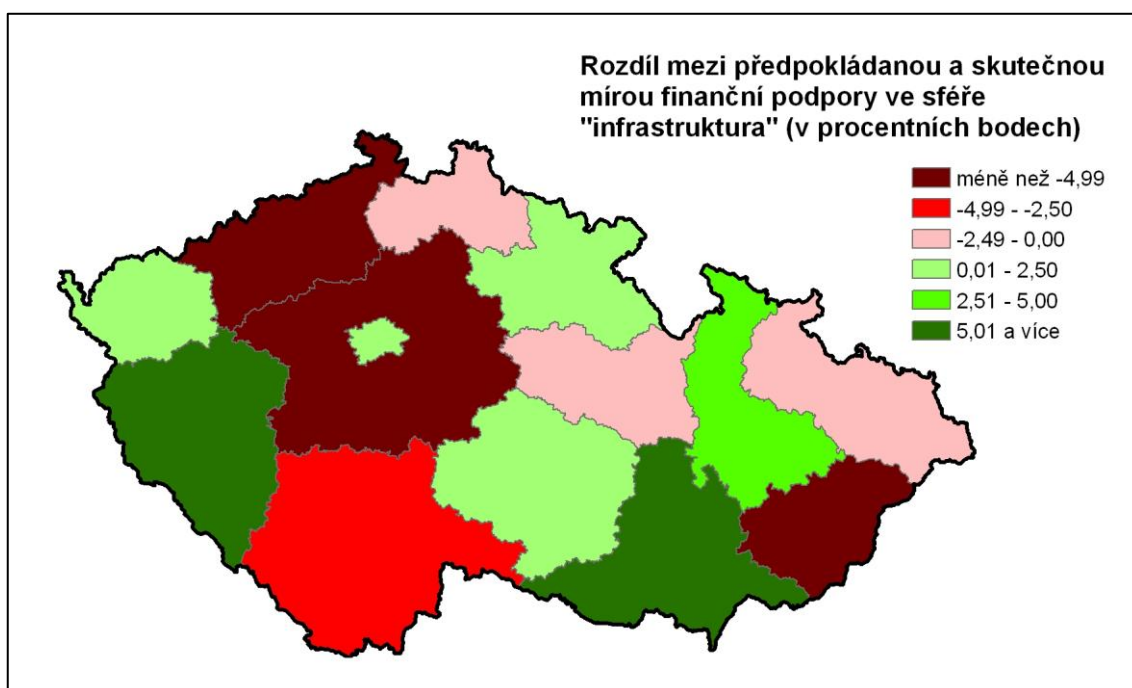 Rozdíl mezi předpokládanou a skutečnou
mírou finanční podpory ve sféře
"infrastruktura" (v procentních bodech)
méně než -4,99
-4,99 - -2,50
-2,49 - 0,00
0,01 - 2,50
2,51 - 5,00
5,01 a více